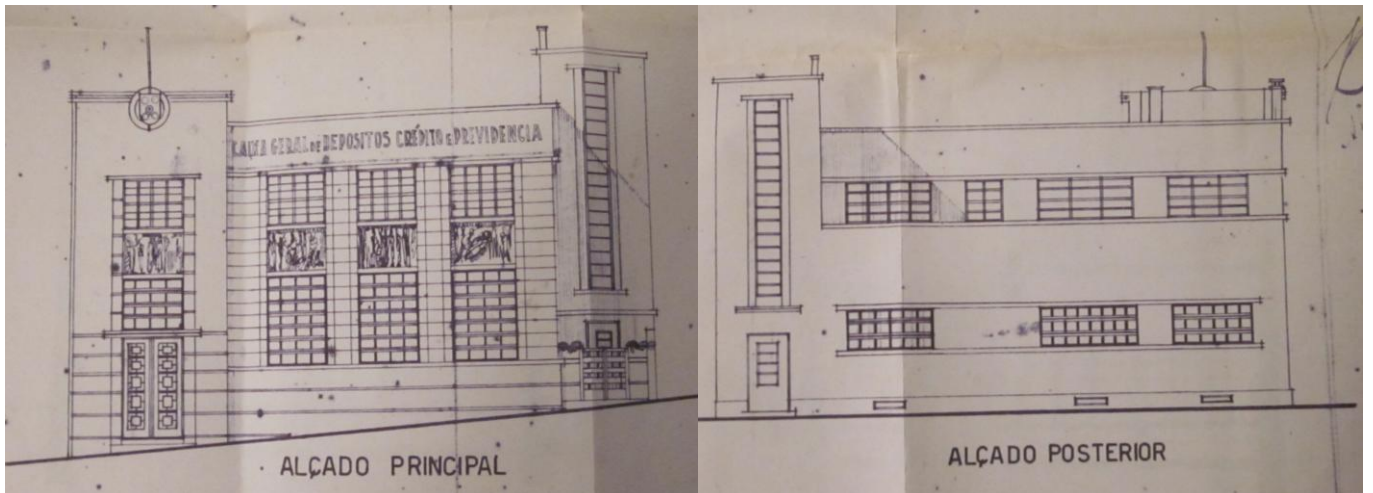 CAIXA GERAL DE DEPOSITOS CRÉDITO E PREVIDENCIA
ALÇADO PRINCIPAL
ALÇADO POSTERIOR